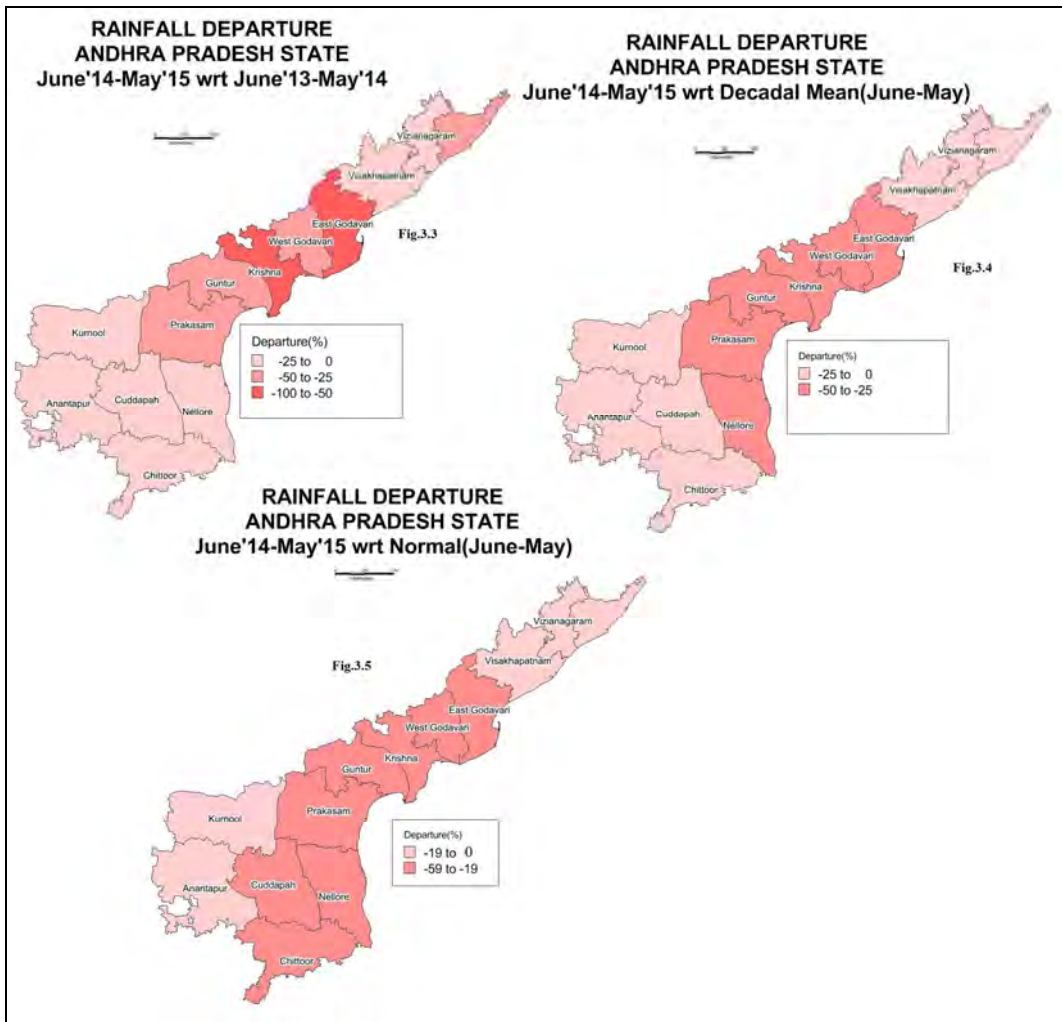 RAINFALL DEPARTURE
ANDHRA PRADESH STATE
June'14-May'15 wrt June'13-May'14
Vizianagaram
Visakhapatnam
East Godavari
West Godavari
Fig.3.3
Krishna
Guntur
Prakasam
Kurnool
Anantapur
Cuddapah
Nellore
Chittoor
Departure(%)
-25 to 0
-50 to -25
-100 to -50
RAINFALL DEPARTURE
ANDHRA PRADESH STATE
June'14-May'15 wrt Decadal Mean(June-May)
Vizianagaram
Visakhapatnam
East Godavari
West Godavari
Fig.3.4
Krishna
Guntur
Prakasam
Kurnool
Anantapur
Cuddapah
Nellore
Chittoor
Departure(%)
-25 to 0
-50 to -25
RAINFALL DEPARTURE
ANDHRA PRADESH STATE
June'14-May'15 wrt Normal(June-May)
Vizianagaram
Visakhapatnam
Fig.3.5
East Godavari
West Godavari
Krishna
Guntur
Prakasam
Kurnool
Anantapur
Cuddapah
Nellore
Chittoor
Departure(%)
-19 to 0
-59 to -19